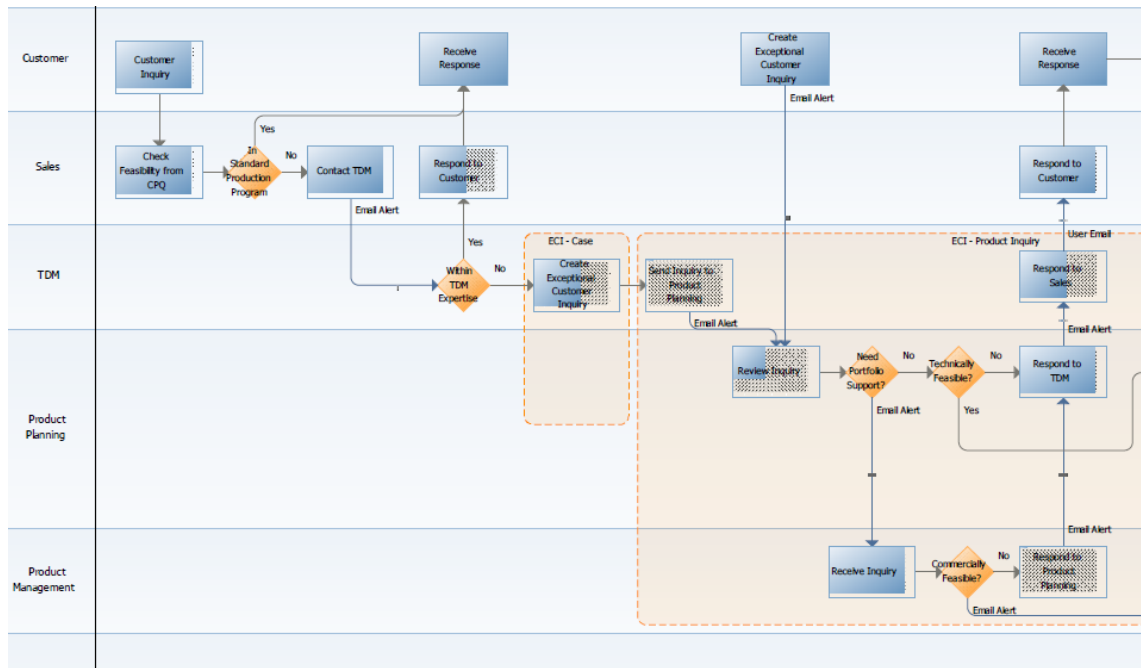 Customer
Customer
Inquiry
Receive
Response
Create
Exceptional
Customer
Inquiry
Receive
Response
Email Alert
Sales
Yes
Check
Feasibility from
CPQ
In
Standard
Production
Program
No
Contact TDM
Respond to
Customer
Respond to
Customer
Email Alert
TDM
Yes
Within
TDM
Expertise
No
ECI - Case
Create
Exceptional
Customer
Inquiry
Send Inquiry to
Product
Planning
Email Alert
ECI - Product Inquiry
User Email
Respond to
Sales
Email Alert
Product
Planning
Review Inquiry
Need
Portfolio
Support?
No
Technically
Feasible?
No
Respond to
TDM
Email Alert
Yes
Email Alert
Product
Management
Receive Inquiry
Commercially
Feasible?
No
Respond to
Product
Planning
Email Alert